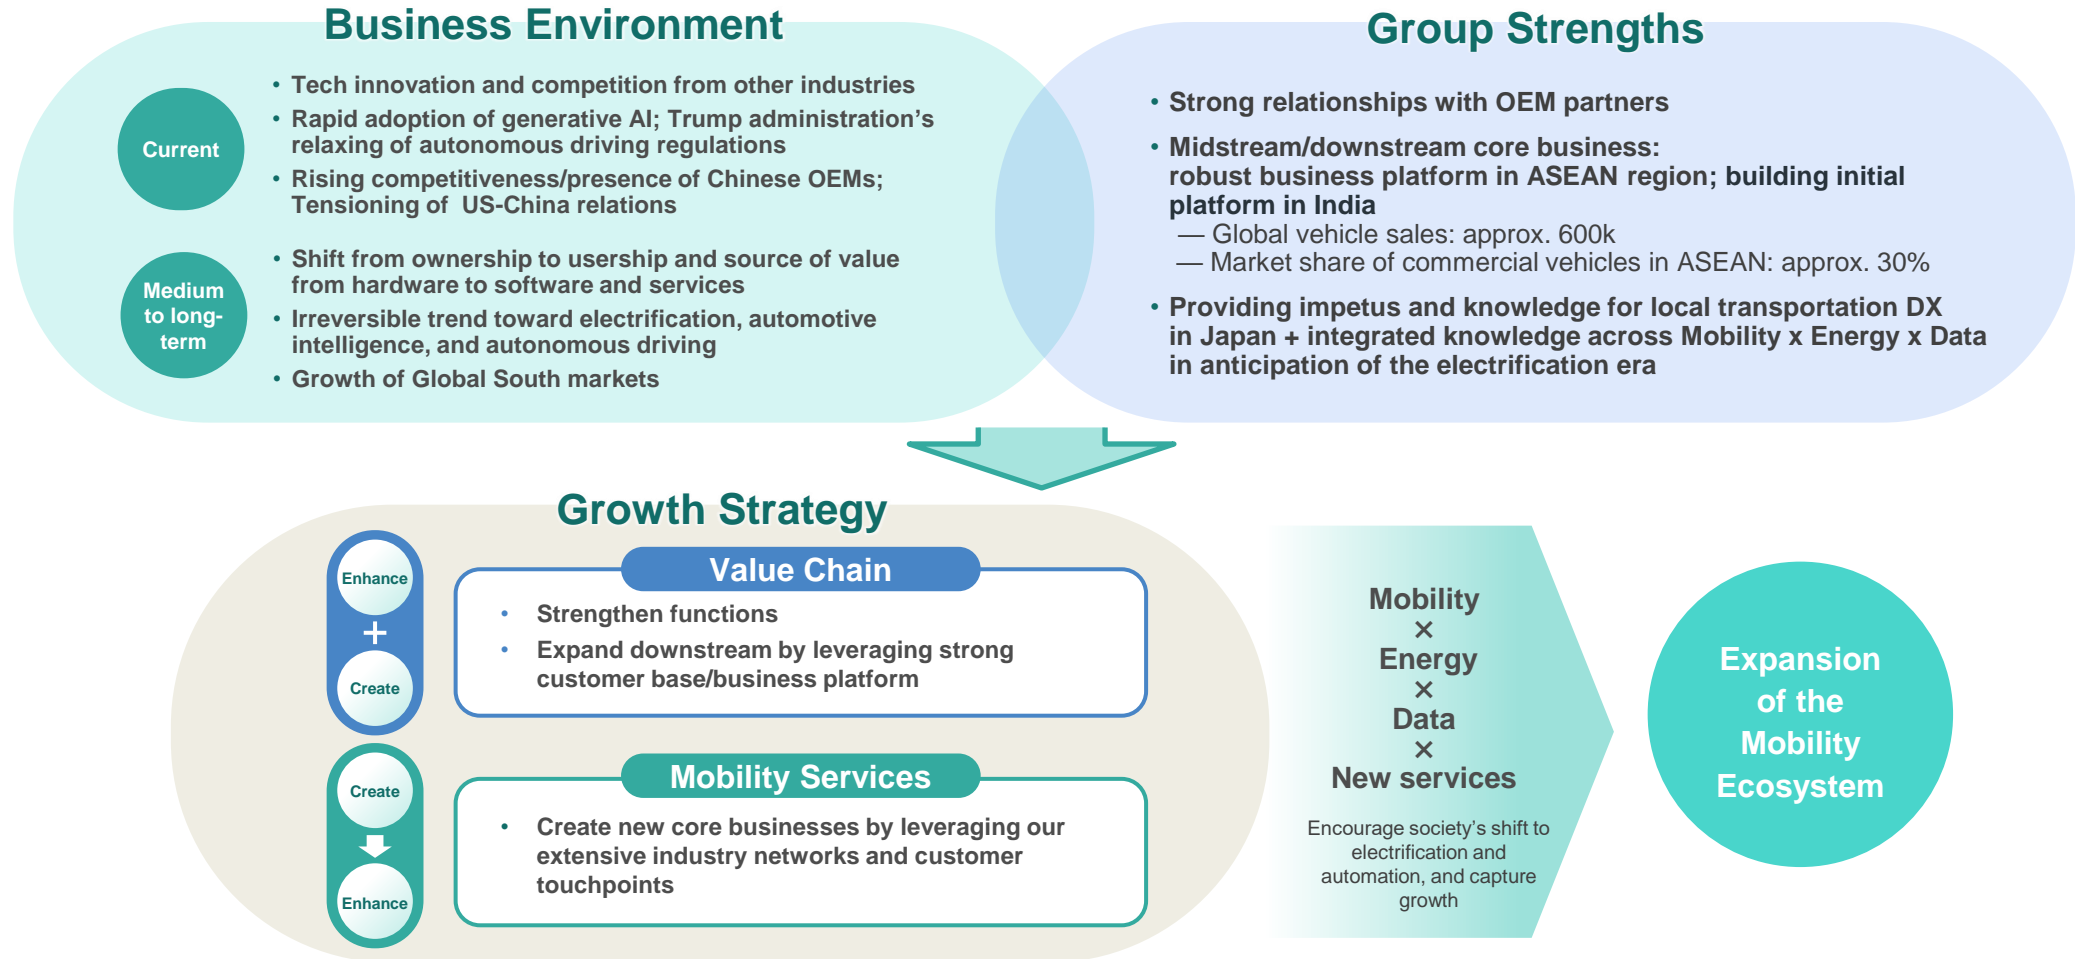 Business Environment
Current
• Tech innovation and competition from other industries
• Rapid adoption of generative AI; Trump administration’s
relaxing of autonomous driving regulations
• Rising competitiveness/presence of Chinese OEMs;
Tensioning of US-China relations
Medium
to long-
term
• Shift from ownership to usership and source of value
from hardware to software and services
• Irreversible trend toward electrification, automotive
intelligence, and autonomous driving
• Growth of Global South markets
Group Strengths
• Strong relationships with OEM partners
• Midstream/downstream core business:
robust business platform in ASEAN region; building initial
platform in India
— Global vehicle sales: approx. 600k
— Market share of commercial vehicles in ASEAN: approx. 30%
• Providing impetus and knowledge for local transportation DX
in Japan + integrated knowledge across Mobility x Energy x Data
in anticipation of the electrification era
Growth Strategy
Enhance
+
Create
Value Chain
• Strengthen functions
• Expand downstream by leveraging strong
customer base/business platform
Create
Enhance
Mobility Services
• Create new core businesses by leveraging our
extensive industry networks and customer
touchpoints
Mobility
×
Energy
×
Data
×
New services
Encourage society’s shift to
electrification and
automation, and capture
growth
Expansion
of the
Mobility
Ecosystem